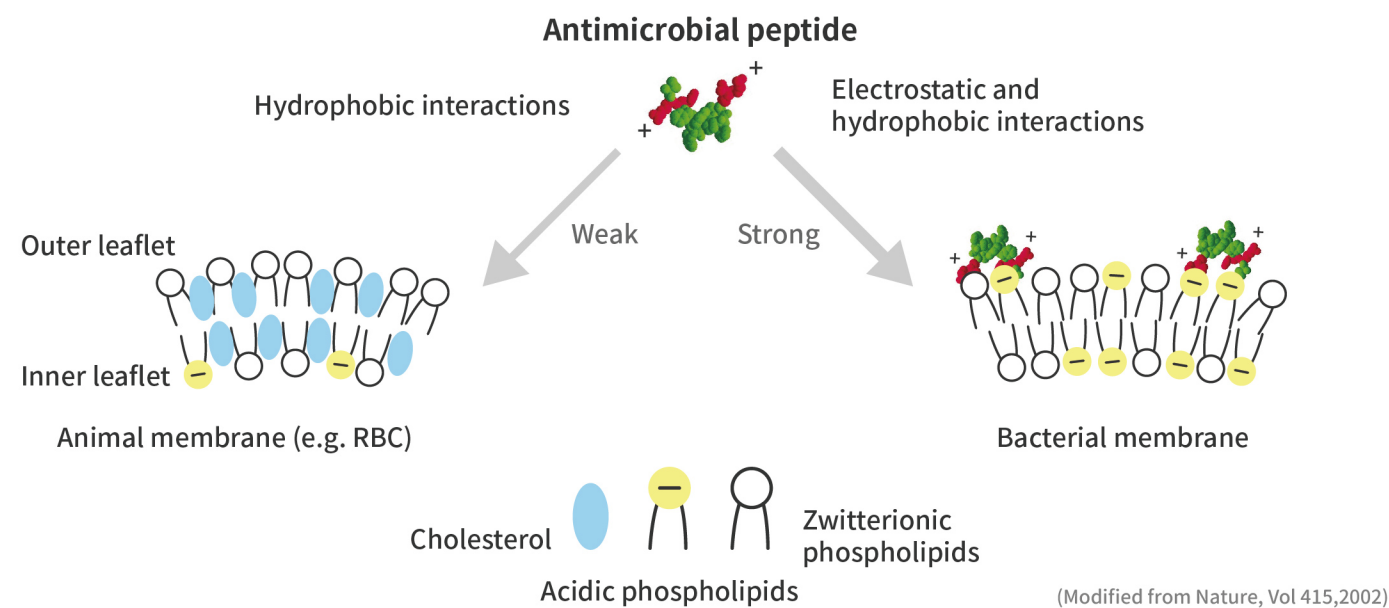 Antimicrobial peptide
Hydrophobic interactions
+
+
Electrostatic and
hydrophobic interactions
Weak
Strong
Outer leaflet
Inner leaflet
+
+
+
+
−
−
−
−
−
−
−
−
−
−
Animal membrane (e.g. RBC)
Bacterial membrane
Cholesterol
−
Acidic phospholipids
Zwitterionic
phospholipids
(Modified from Nature, Vol 415,2002)